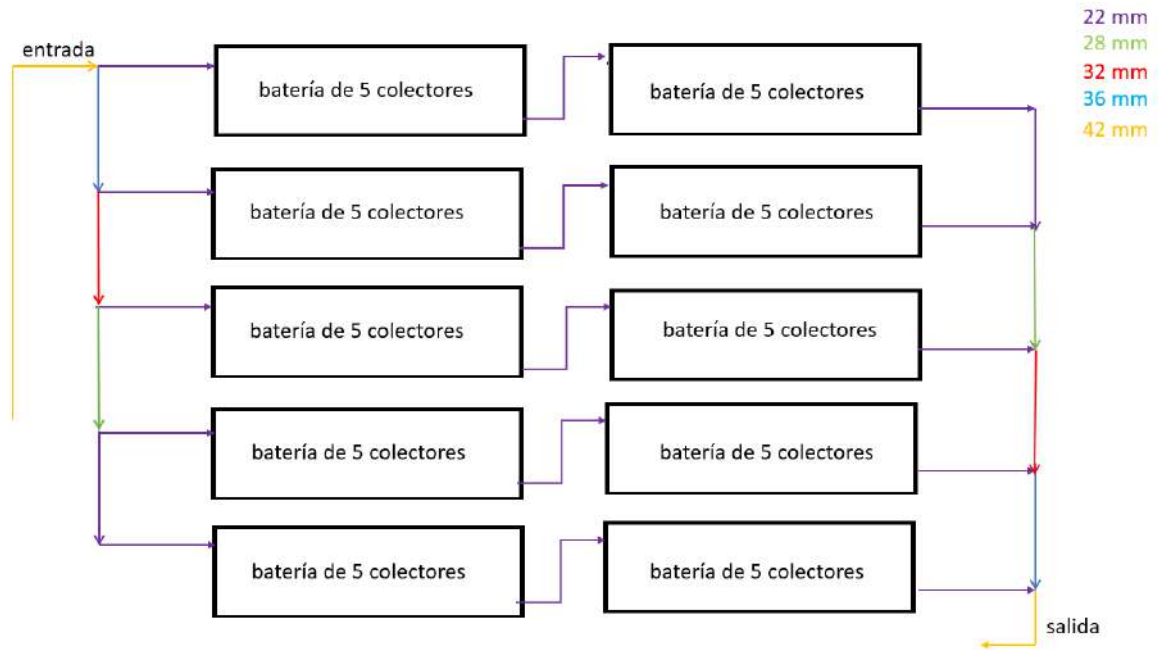 22 mm
28 mm
32 mm
36 mm
42 mm
entrada
batería de 5 colectores
batería de 5 colectores
batería de 5 colectores
batería de 5 colectores
batería de 5 colectores
batería de 5 colectores
batería de 5 colectores
batería de 5 colectores
batería de 5 colectores
batería de 5 colectores
salida